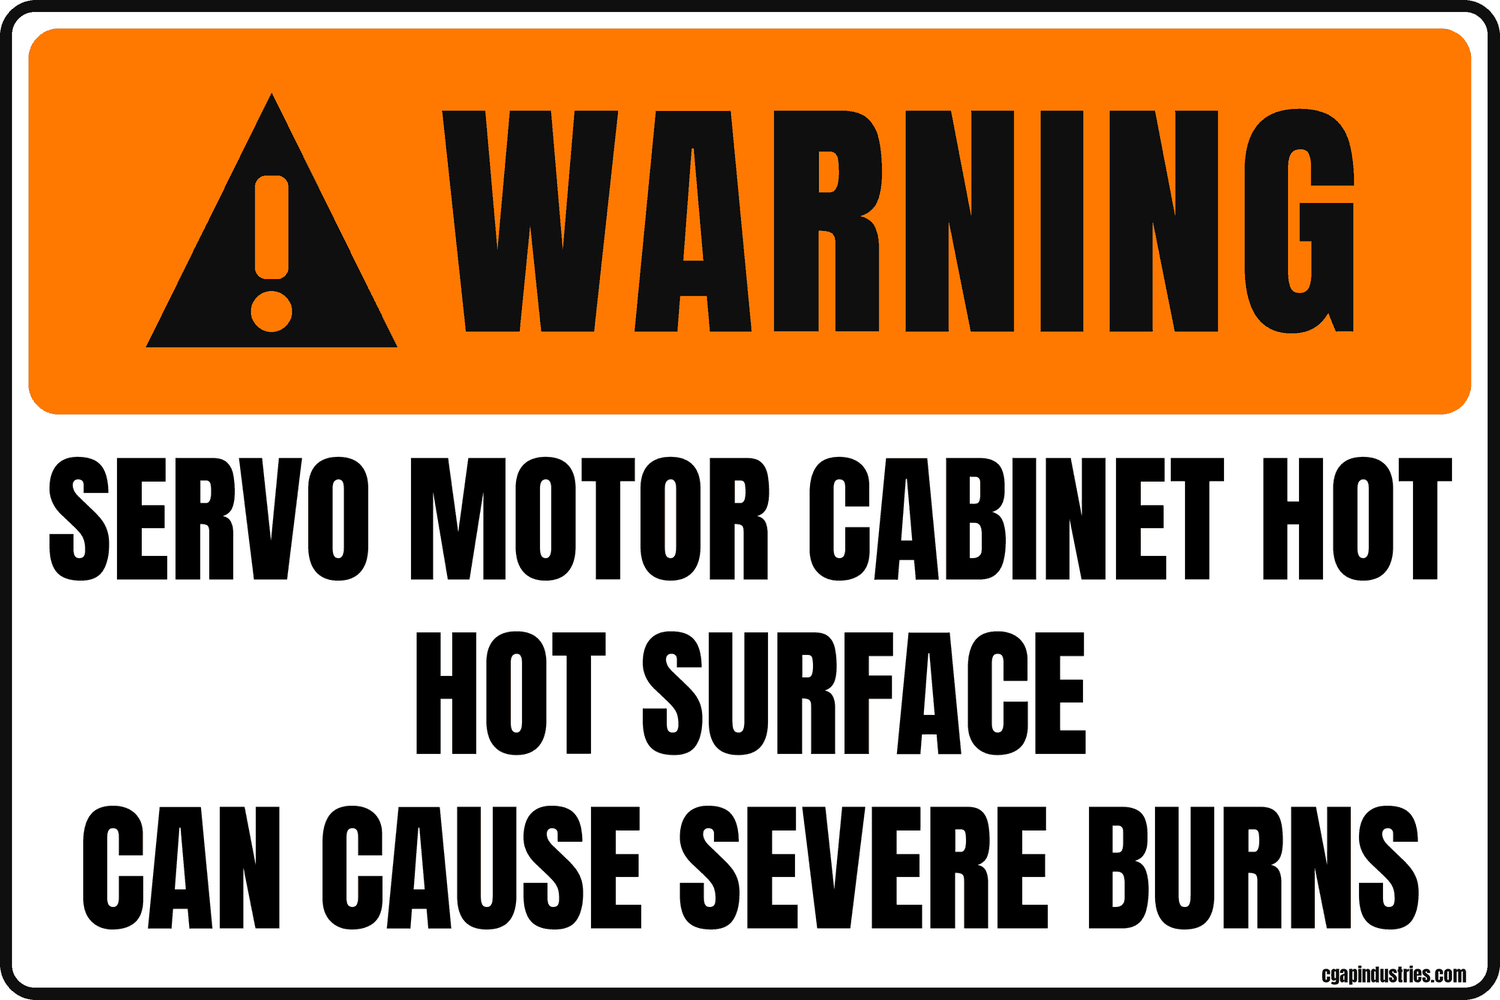 WARNING
SERVO MOTOR CABINET HOT
HOT SURFACE
CAN CAUSE SEVERE BURNS
cgapindustries.com